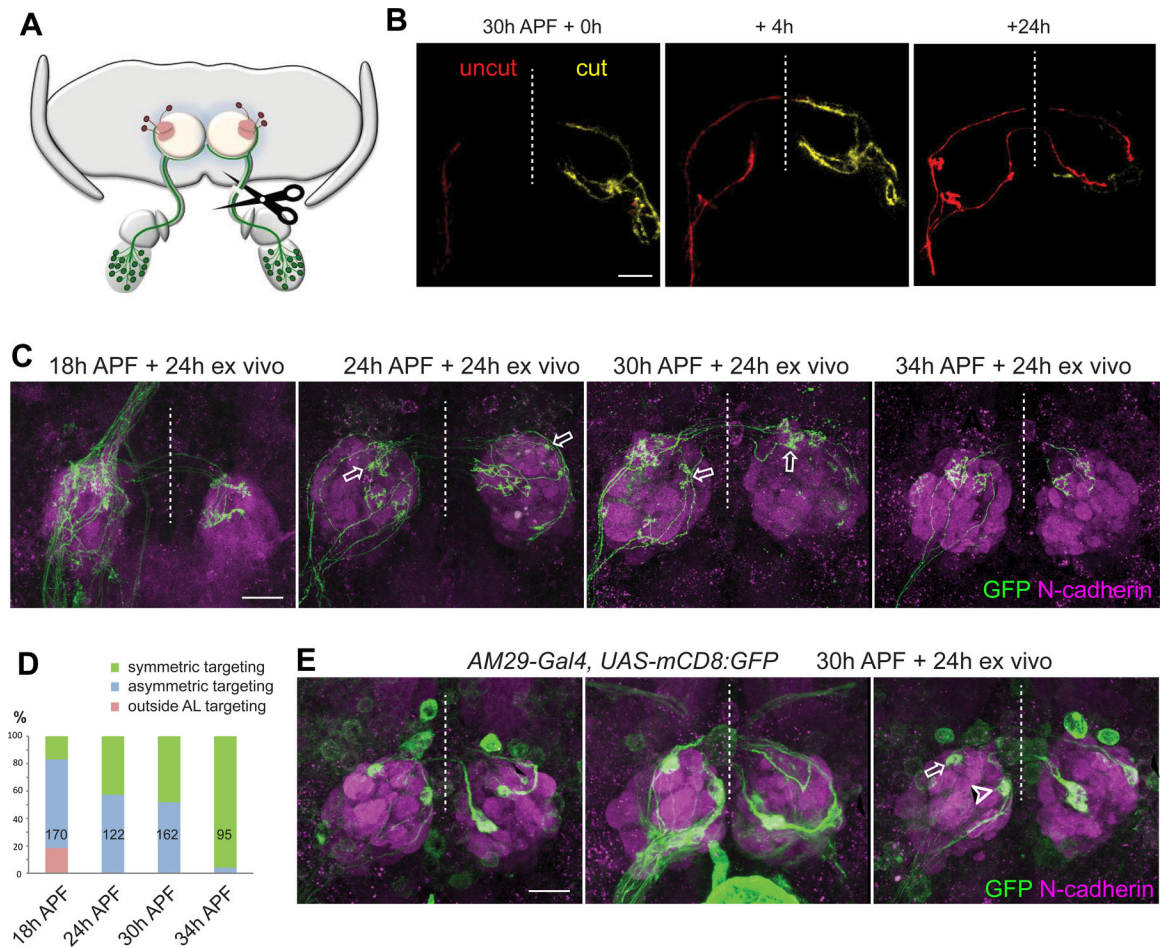 A
B
30h APF + 0h
+ 4h
+24h
uncut
cut
C
18h APF + 24h ex vivo
24h APF + 24h ex vivo
30h APF + 24h ex vivo
34h APF + 24h ex vivo
GFP N-cadherin
D
symmetric targeting
asymmetric targeting
outside AL targeting
%
100
80
60
40
20
0
170
122
162
95
18h APF
24h APF
30h APF
34h APF
E
AM29-Gal4, UAS-mCD8:GFP 30h APF + 24h ex vivo
GFP N-cadherin